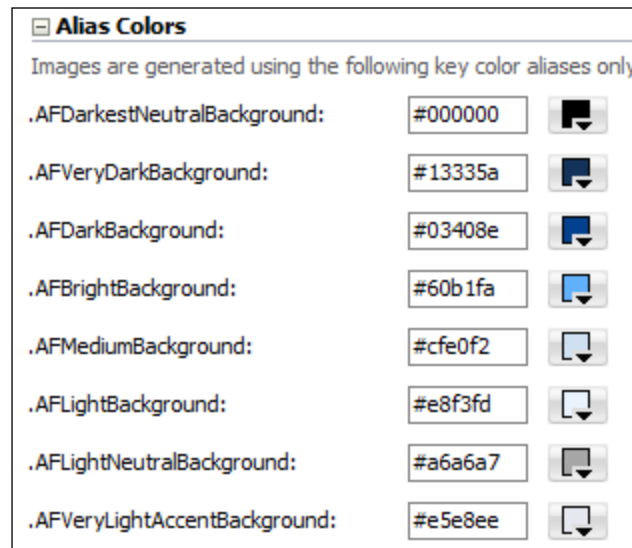 Alias Colors
Images are generated using the following key color aliases only
.AFDarkestNeutralBackground: #000000
.AFVeryDarkBackground: #13335a
.AFDarkBackground: #03408e
.AFBrightBackground: #60b1fa
.AFMediumBackground: #cfe0f2
.AFLightBackground: #e8f3fd
.AFLightNeutralBackground: #a6a6a7
.AFVeryLightAccentBackground: #e5e8ee